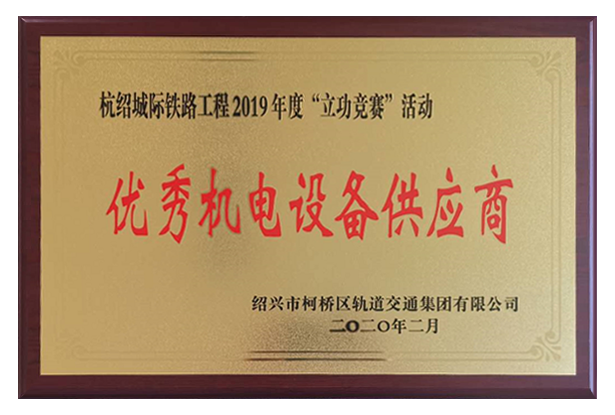 杭绍城际铁路工程2019年度“立功竞赛”活动
优秀机电设备供应商
绍兴市柯桥区轨道交通集团有限公司
二〇二〇年二月